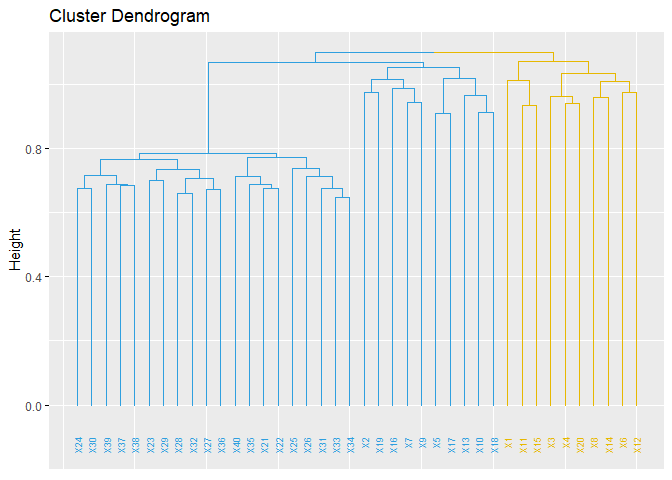 Cluster Dendrogram
Height
0.8
0.4
0.0
X24 X30 X39 X37 X38 X23 X29 X28 X32 X27 X36 X40 X35 X21 X22 X25 X26 X31 X33 X34 X2 X19 X16 X7 X9 X5 X17 X13 X10 X18 X1 X11 X15 X3 X4 X20 X8 X14 X6 X12